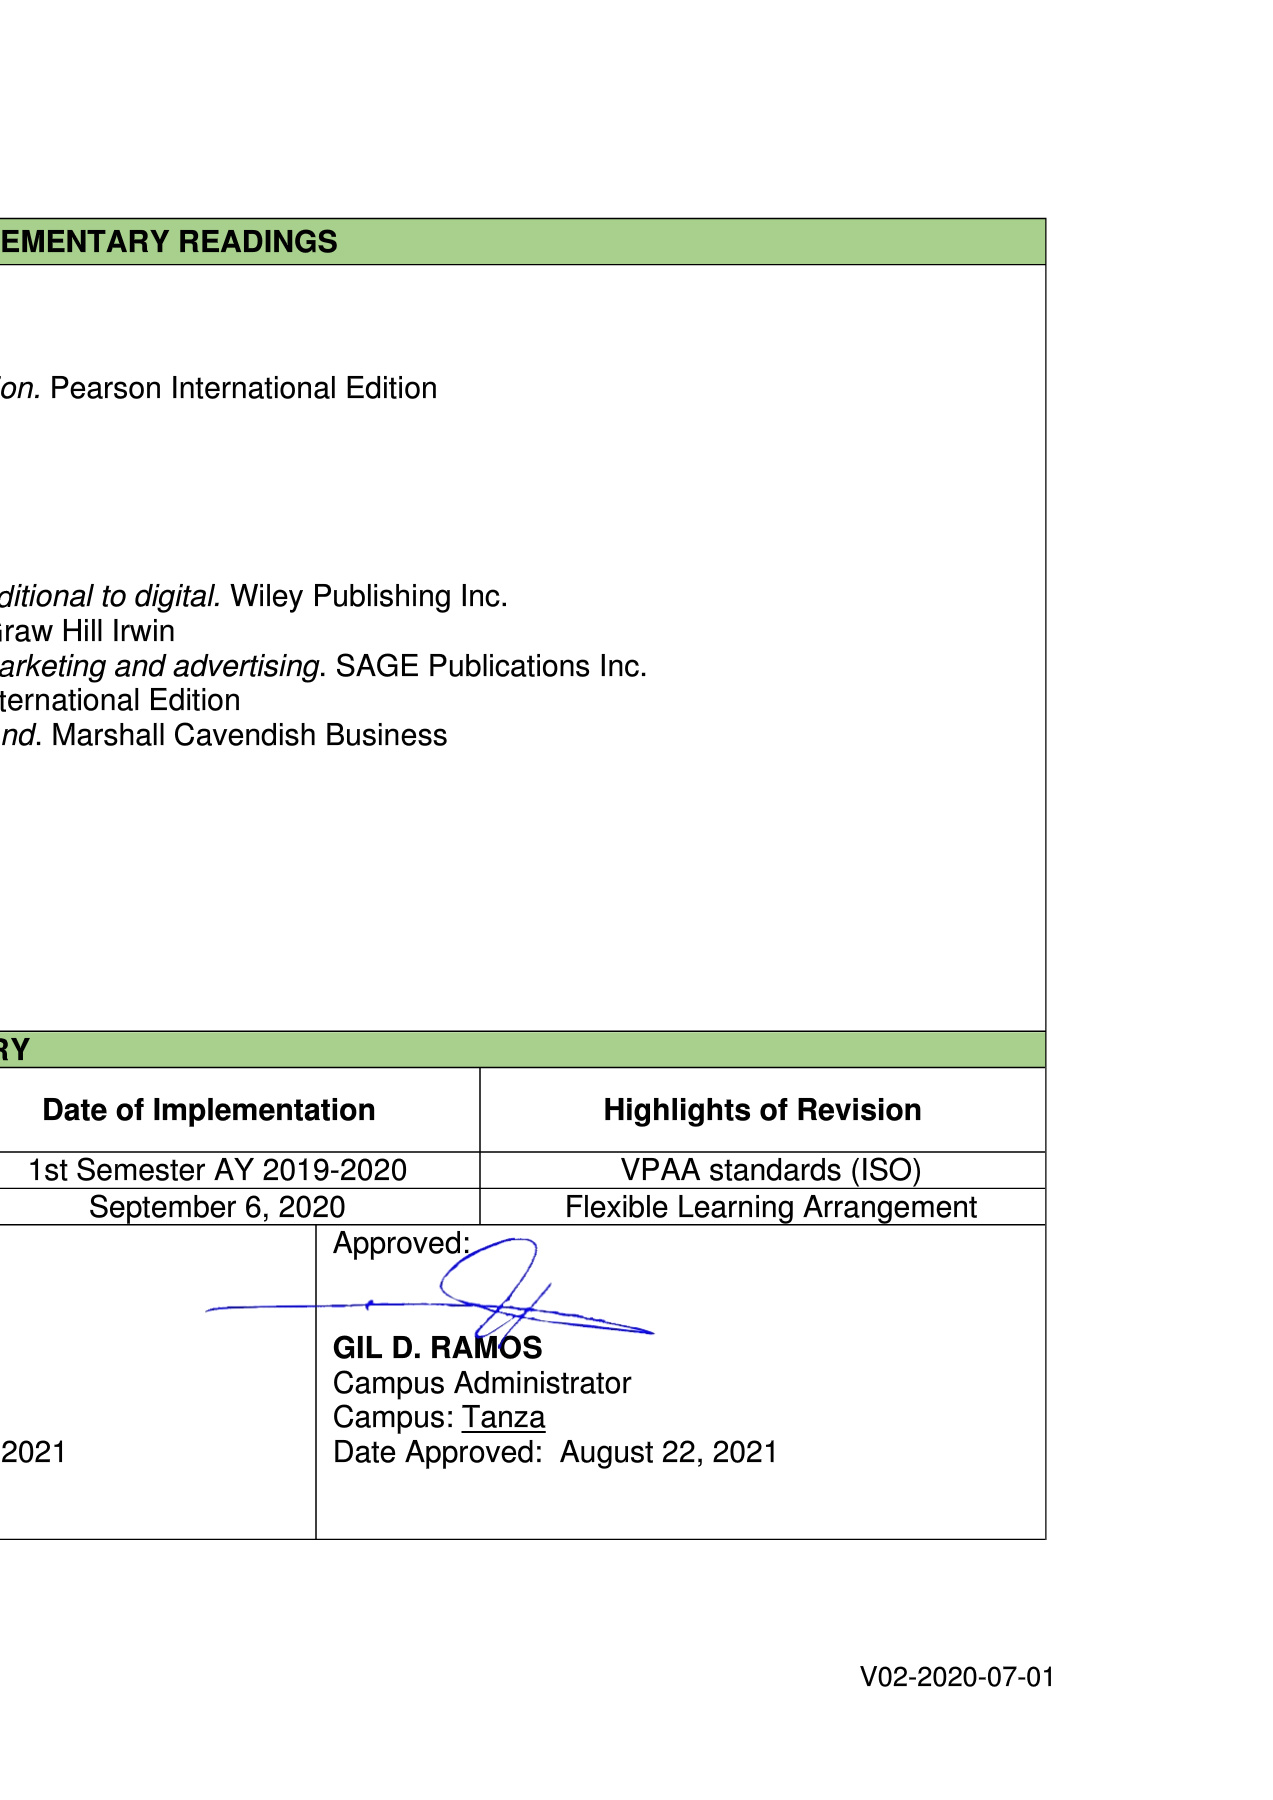 EMENTARY READINGS
on. Pearson International Edition
ditional to digital. Wiley Publishing Inc.
Graw Hill Irwin
arketing and advertising. SAGE Publications Inc.
ternational Edition
nd. Marshall Cavendish Business
RY
Date of Implementation Highlights of Revision
1st Semester AY 2019-2020 VPAA standards (ISO)
September 6, 2020 Flexible Learning Arrangement
Approved:
GIL D. RAMOS
Campus Administrator
Campus: Tanza
2021 Date Approved: August 22, 2021
V02-2020-07-01